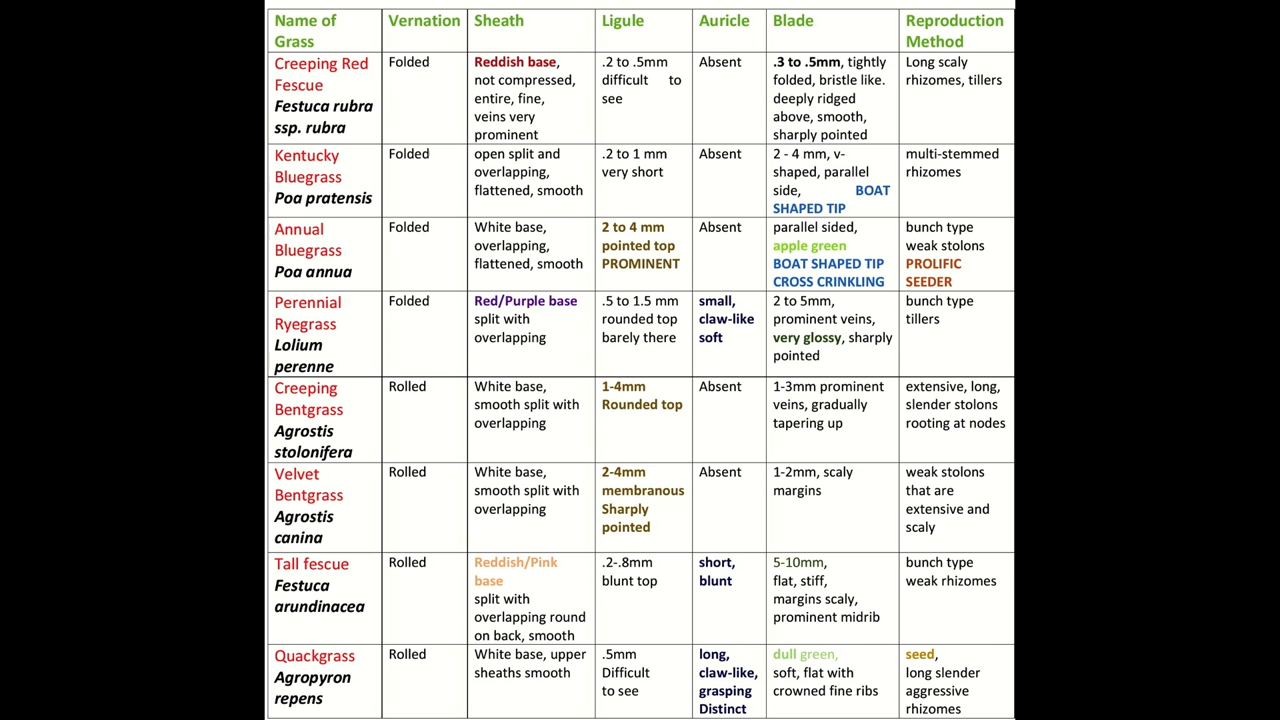 Name of Grass	Vernation	Sheath	Ligule	Auricle	Blade	Reproduction Method
Creeping Red
Fescue
Festuca rubra
ssp. rubra
Folded
Reddish base,
not compressed,
entire, fine,
veins very
prominent
.2 to .5mm
difficult to
see
Absent
.3 to .5mm, tightly
folded, bristle like.
deeply ridged
above, smooth,
sharply pointed
Long scaly
rhizomes, tillers
Kentucky
Bluegrass
Poa pratensis
Folded
open split and
overlapping,
flattened, smooth
.2 to 1 mm
very short
Absent
2 - 4 mm, v-
shaped, parallel
side, BOAT
SHAPED TIP
multi-stemmed
rhizomes
Annual
Bluegrass
Poa annua
Folded
White base,
overlapping,
flattened, smooth
2 to 4 mm
pointed top
PROMINENT
Absent
parallel sided,
apple green
BOAT SHAPED TIP
CROSS CRINKLING
bunch type
weak stolons
PROLIFIC
SEEDER
Perennial
Ryegrass
Lolium
perenne
Folded
Red/Purple base
split with
overlapping
.5 to 1.5 mm
rounded top
barely there
small,
claw-like
soft
2 to 5mm,
prominent veins,
very glossy, sharply
pointed
bunch type
tillers
Creeping
Bentgrass
Agrostis
stolonifera
Rolled
White base,
smooth split with
overlapping
1-4mm
Rounded top
Absent
1-3mm prominent
veins, gradually
tapering up
extensive, long,
slender stolons
rooting at nodes
Velvet
Bentgrass
Agrostis
canina
Rolled
White base,
smooth split with
overlapping
2-4mm
membranous
Sharply
pointed
Absent
1-2mm, scaly
margins
weak stolons
that are
extensive and
scaly
Tall fescue
Festuca
arundinacea
Rolled
Reddish/Pink
base
split with
overlapping round
on back, smooth
.2-.8mm
blunt top
short,
blunt
5-10mm,
flat, stiff,
margins scaly,
prominent midrib
bunch type
weak rhizomes
Quackgrass
Agropyron
repens
Rolled
White base, upper
sheaths smooth
.5mm
Difficult
to see
long,
claw-like,
grasping
Distinct
dull green,
soft, flat with
crowned fine ribs
seed,
long slender
aggressive
rhizomes